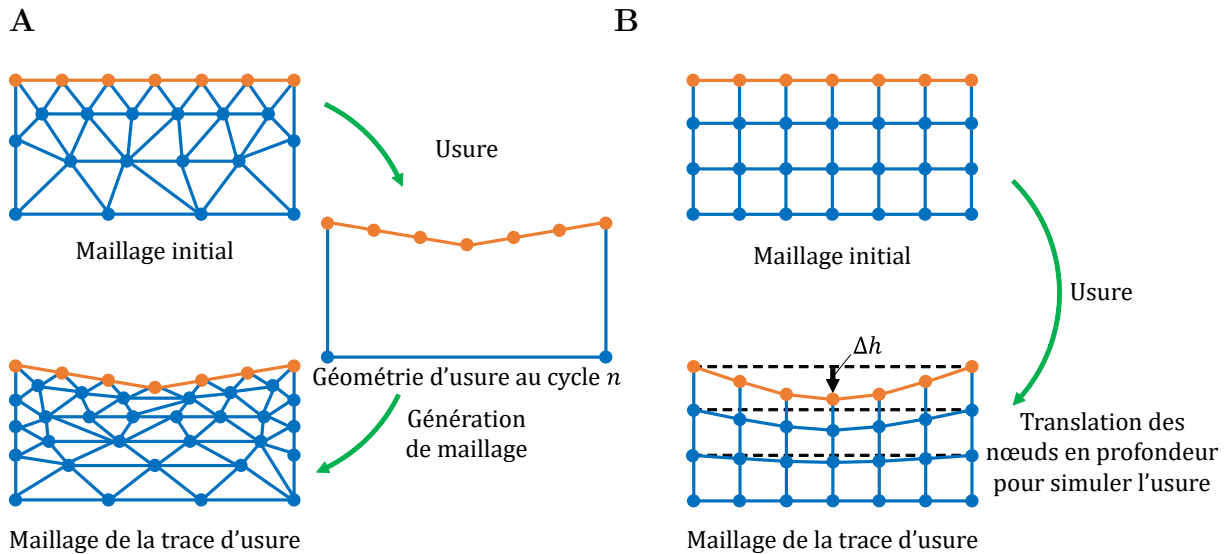 A
Usure
Maillage initial
Géométrie d'usure au cycle n
Génération
de maillage
Maillage de la trace d'usure
B
Maillage initial
Usure
Δh
Translation des
nœuds en profondeur
pour simuler l'usure
Maillage de la trace d'usure